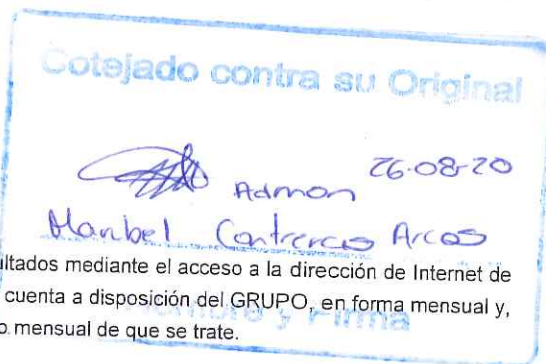 Cotejado contra su Original
26-08-20
Admon
Maribel Contreras Arcos
ultados mediante el acceso a la dirección de Internet de
cuenta a disposición del GRUPO, en forma mensual y,
y Firma
o mensual de que se trate.